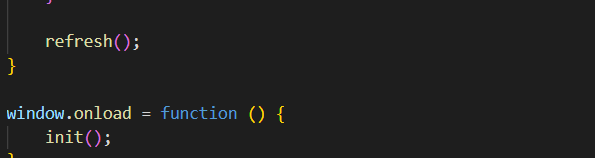 }
refresh();
}
window.onload = function () {
init();
}